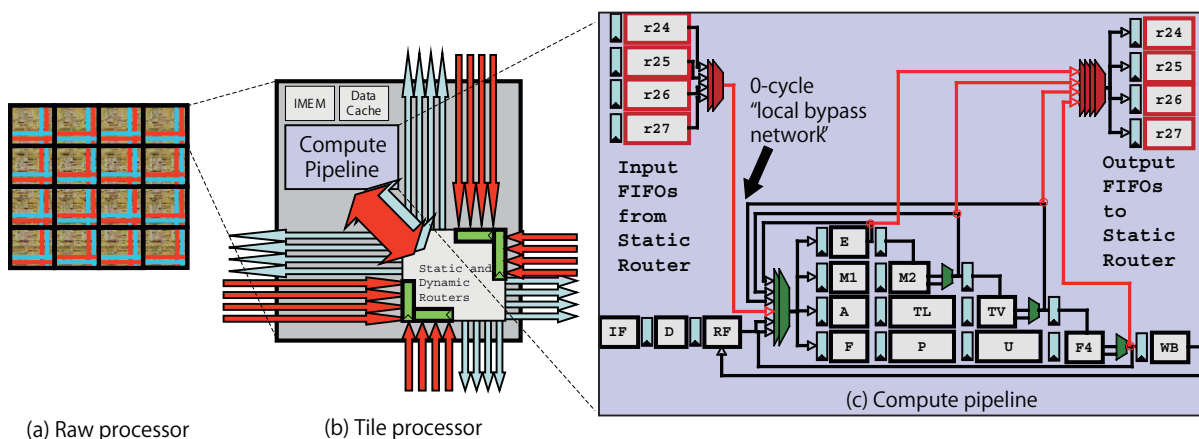 IMEM
Data
Cache
Compute
Pipeline
Static and
Dynamic
Routers
(a) Raw processor
(b) Tile processor
r24
r25
r26
r27
Input
FIFOs
from
Static
Router
0-cycle
“local bypass
network”
r24
r25
r26
r27
Output
FIFOs
to
Static
Router
E
M1
M2
A
TL
TV
IF
D
RF
F
P
U
F4
WB
(c) Compute pipeline